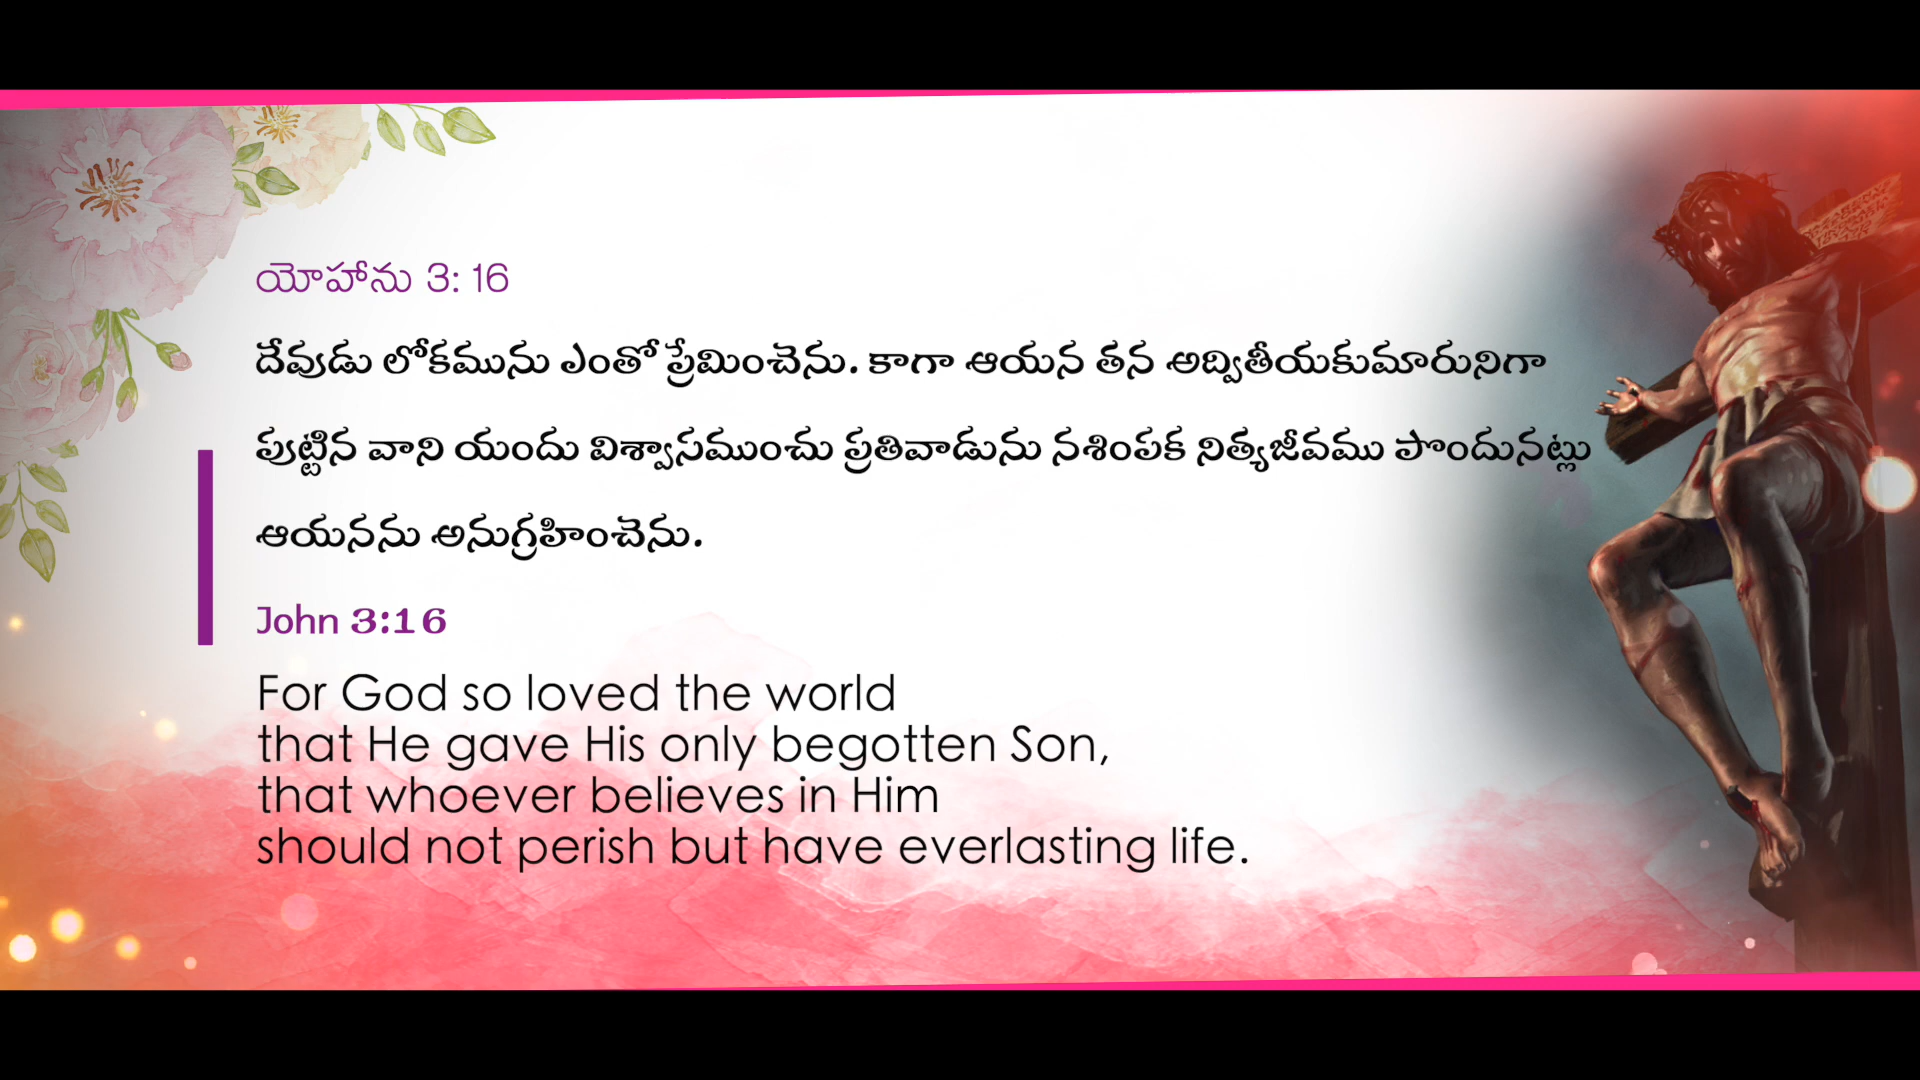 యోహాను 3: 16
దేవుడు లోకమును ఎంతో ప్రేమించెను. కాగా ఆయన తన అద్వితీయకుమారునిగా
పుట్టిన వాని యందు విశ్వాసముంచు ప్రతివాడును నశింపక నిత్యజీవము పొందునట్లు
ఆయనను అనుగ్రహించెను.
John 3:16
For God so loved the world
that He gave His only begotten Son,
that whoever believes in Him
should not perish but have everlasting life.